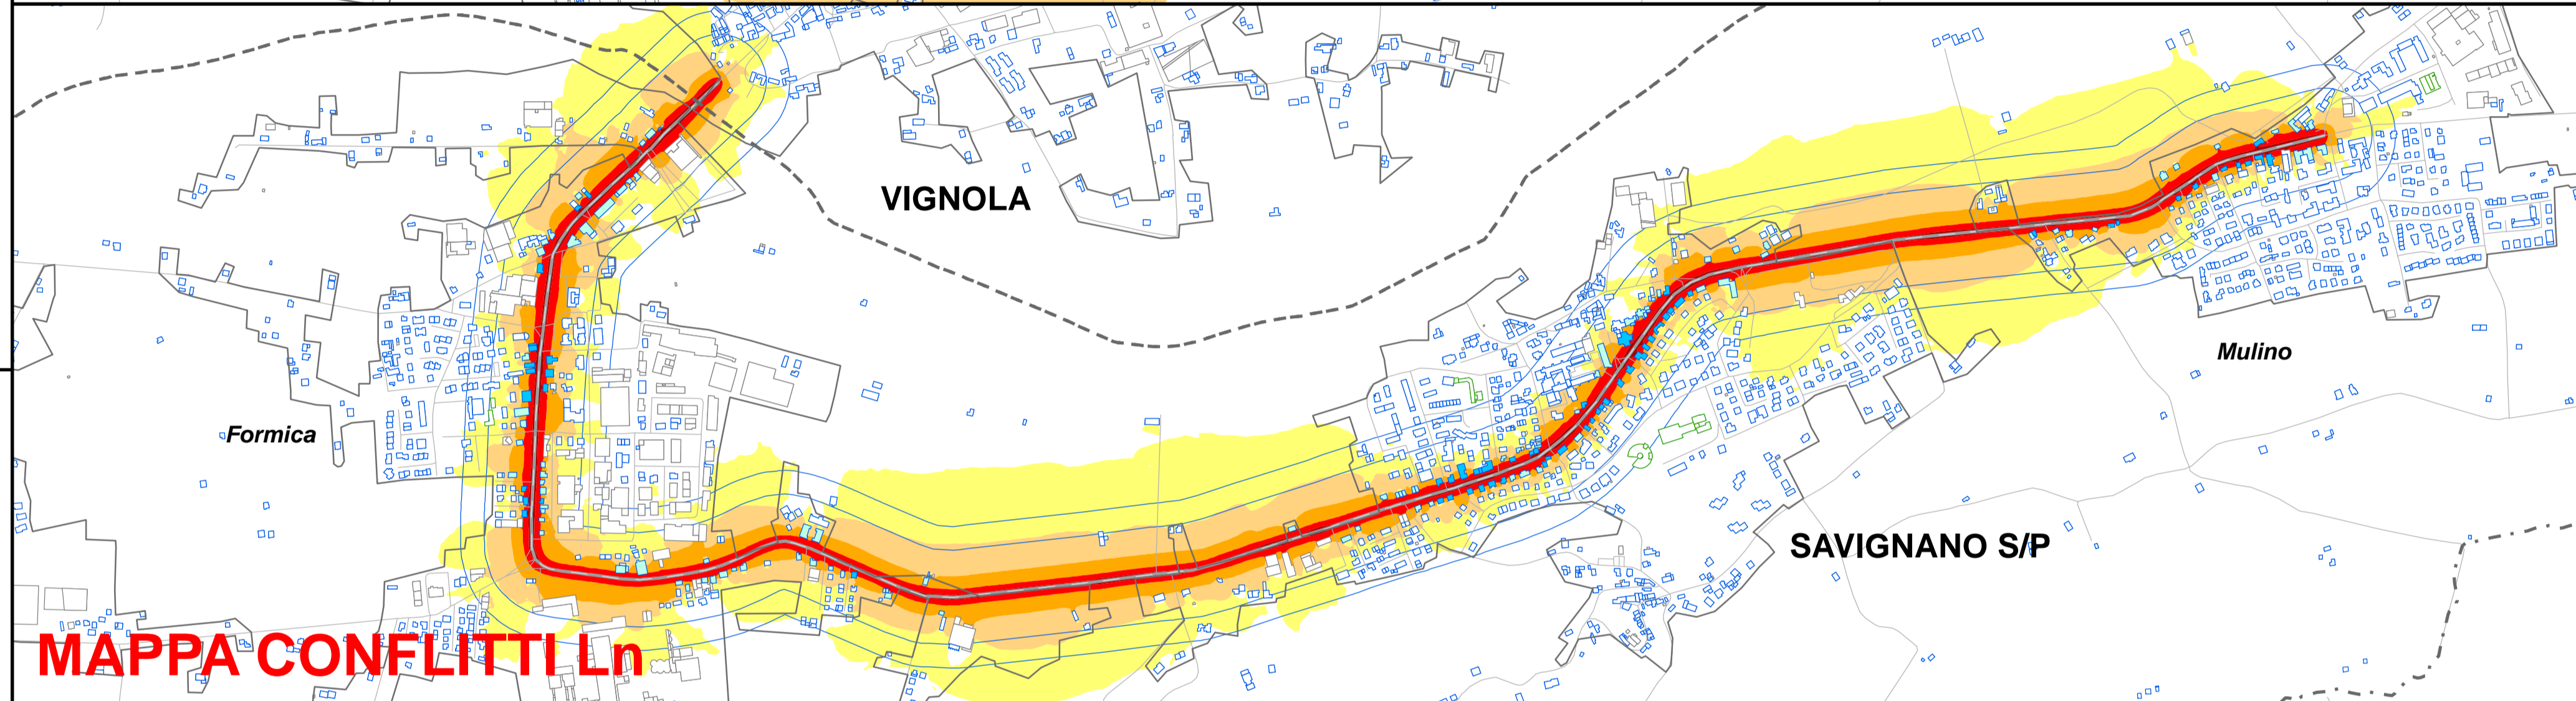 VIGNOLA
Mulino
Formica
SAVIGNANO S/P
MAPPA CONFLITTI Ln